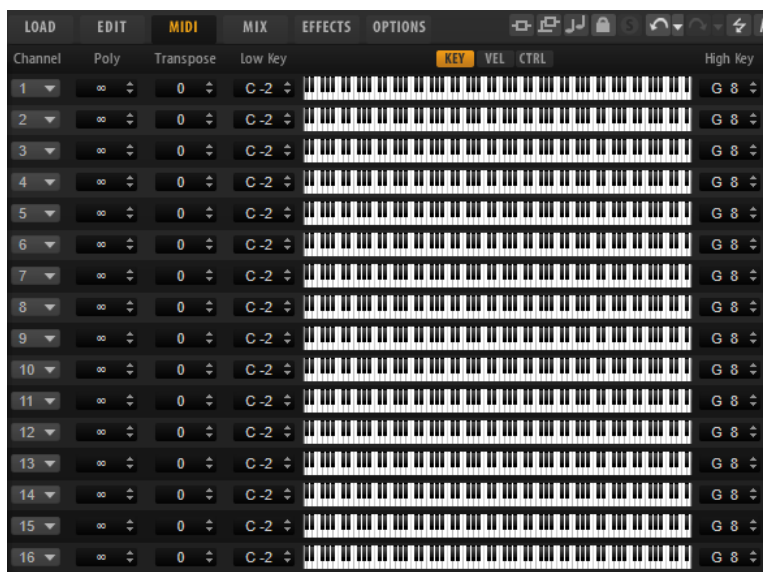 LOAD EDIT MIDI MIX EFFECTS OPTIONS S
Channel Poly Transpose Low Key KEY VEL CTRL High Key
1 ∞ 0 C -2 G 8
2 ∞ 0 C -2 G 8
3 ∞ 0 C -2 G 8
4 ∞ 0 C -2 G 8
5 ∞ 0 C -2 G 8
6 ∞ 0 C -2 G 8
7 ∞ 0 C -2 G 8
8 ∞ 0 C -2 G 8
9 ∞ 0 C -2 G 8
10 ∞ 0 C -2 G 8
11 ∞ 0 C -2 G 8
12 ∞ 0 C -2 G 8
13 ∞ 0 C -2 G 8
14 ∞ 0 C -2 G 8
15 ∞ 0 C -2 G 8
16 ∞ 0 C -2 G 8